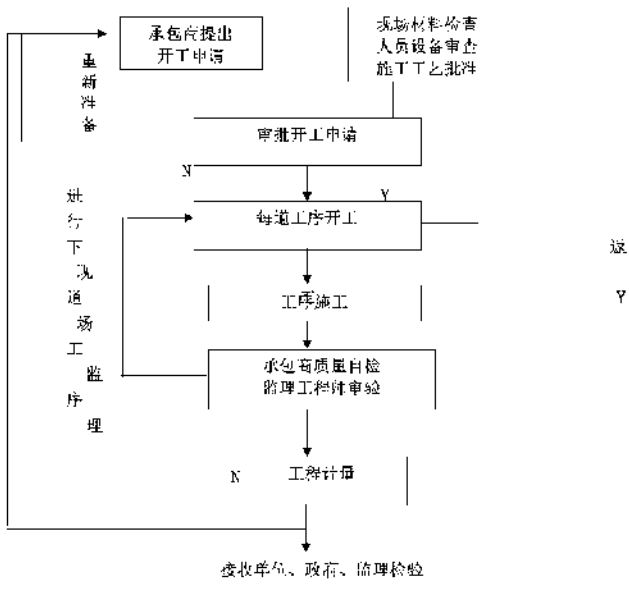 承包商提出
开工申请
现场材料检查
人员设备审查
施工工艺批准
重新准备
审批开工申请
N
Y
每道工序开工
进行下道工序
现场监理
返
工序施工
Y
承包商质量自检
监理工程师审验
N
工程计量
接收单位、政府、监理检验